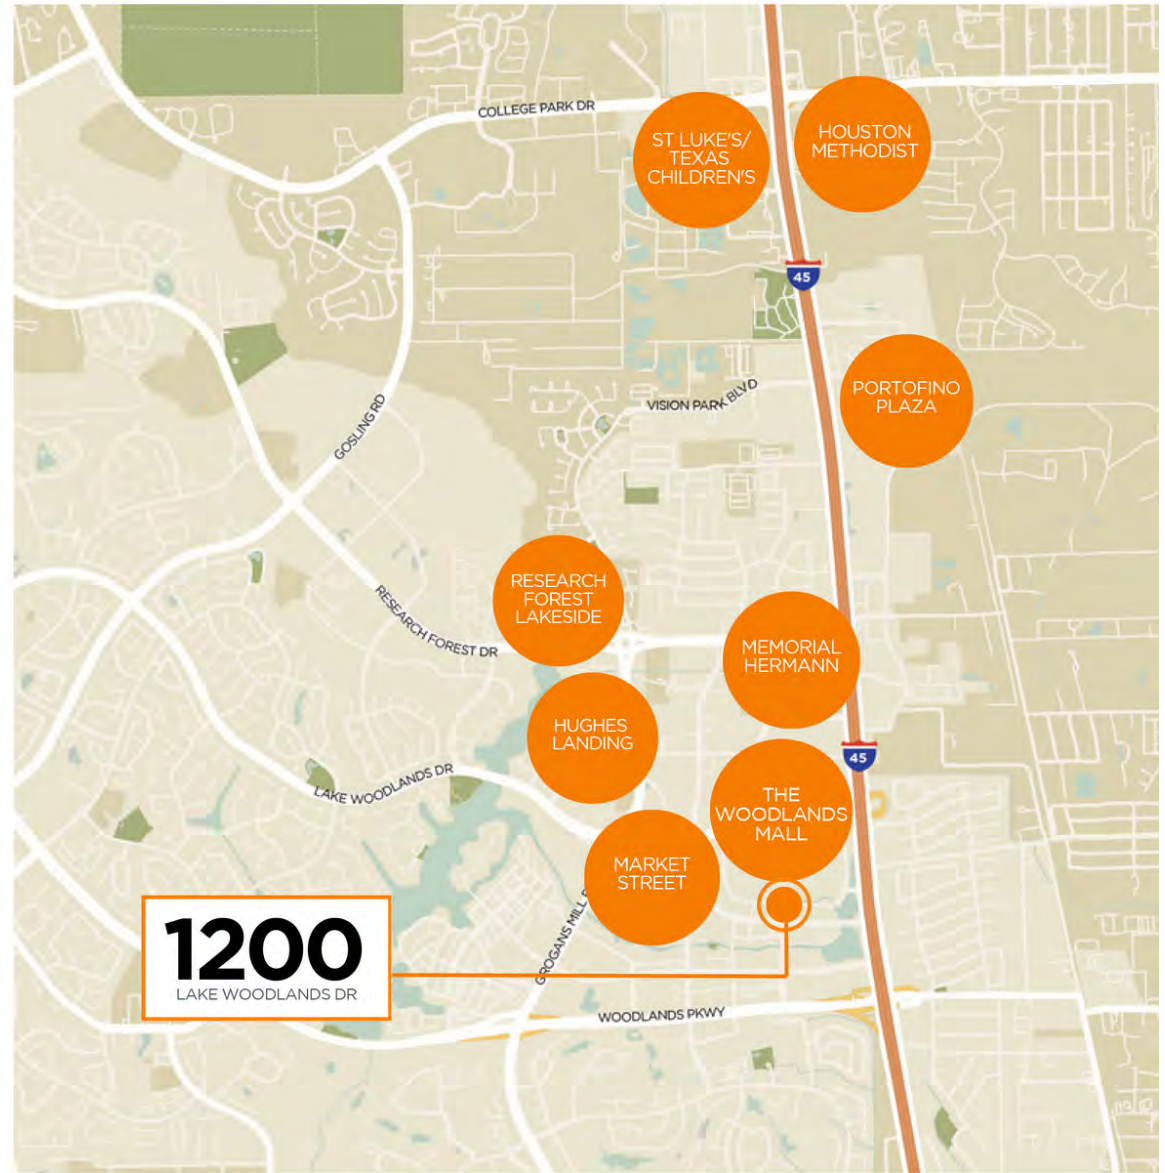 COLLEGE PARK DR
ST LUKE'S/
TEXAS
CHILDREN'S
HOUSTON
METHODIST
45
PORTOFINO
PLAZA
VISION PARK BLVD
GOSLING RD
RESEARCH
FOREST
LAKESIDE
RESEARCH FOREST DR
MEMORIAL
HERMANN
HUGHES
LANDING
45
LAKE WOODLANDS DR
THE
WOODLANDS
MALL
MARKET
STREET
GROGANS MILL
1200
LAKE WOODLANDS DR
WOODLANDS PKWY